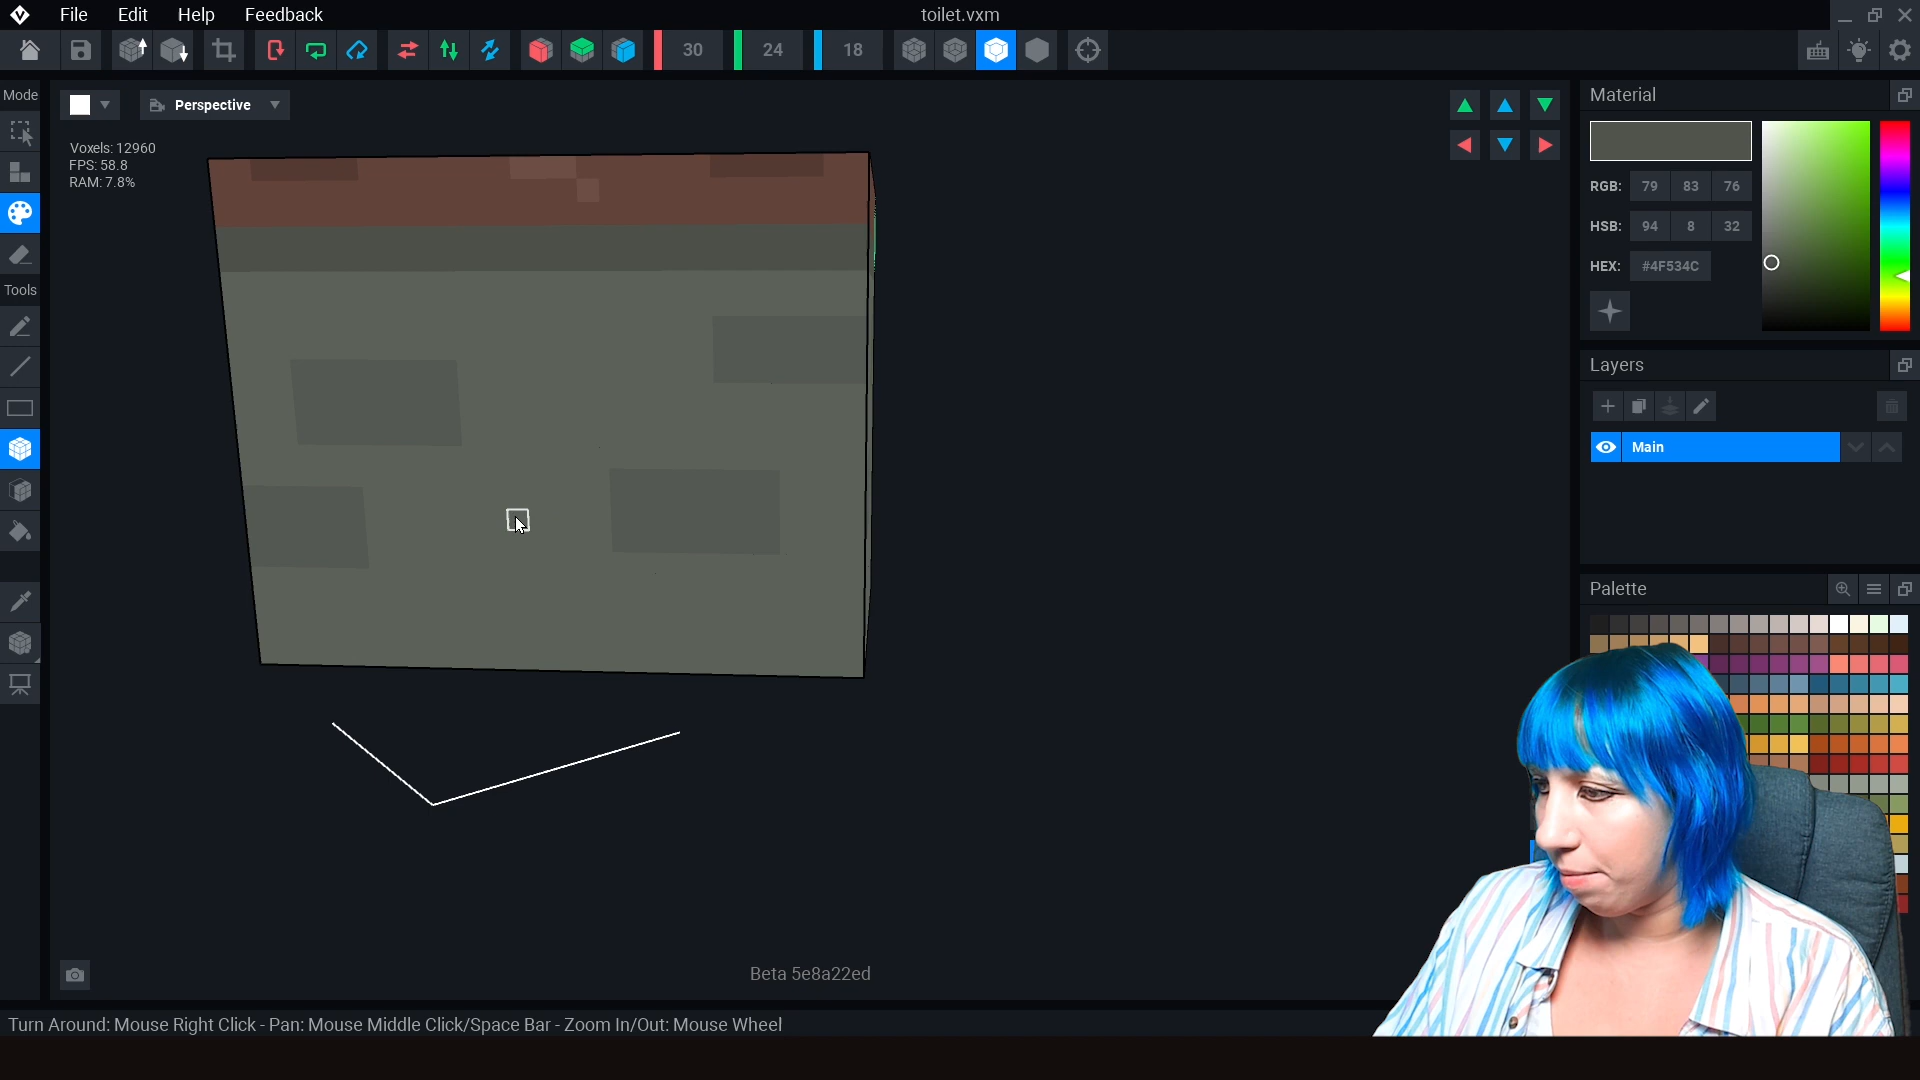 File Edit Help Feedback
toilet.vxm
30 24 18
Mode
Perspective
Voxels: 12960
FPS: 58.8
RAM: 7.8%
Tools
Material
RGB: 79 83 76
HSB: 94 8 32
HEX: #4F534C
Layers
Main
Palette
Beta 5e8a22ed
Turn Around: Mouse Right Click - Pan: Mouse Middle Click/Space Bar - Zoom In/Out: Mouse Wheel